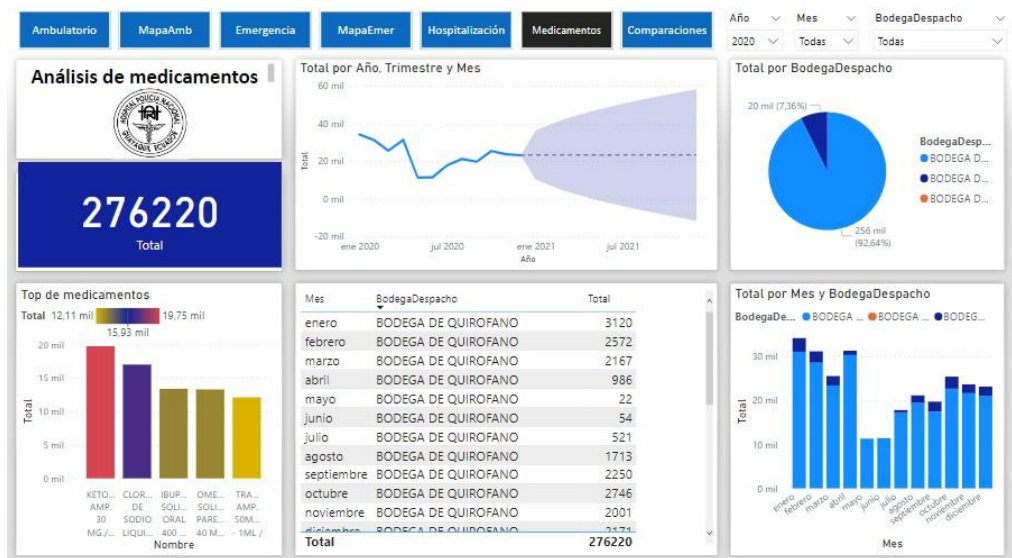 Ambulatorio MapaAmb Emergencia MapaEmer Hospitalización Medicamentos Comparaciones
Año Mes BodegaDespacho
2020 Todas Todas
Análisis de medicamentos
HOSPITAL POLICÍA NACIONAL
GUAYAQUIL ECUADOR
276220
Total
Total por Año, Trimestre y Mes
60 mil
40 mil
20 mil
0 mil
-20 mil
Total
ene 2020 jul 2020 ene 2021 jul 2021
Año
Total por BodegaDespacho
20 mil (7,36%)
256 mil
(92,64%)
BodegaDesp...
BODEGA D...
BODEGA D...
BODEGA D...
Top de medicamentos
Total 12,11 mil 19,75 mil
15,93 mil
20 mil
15 mil
10 mil
5 mil
0 mil
Total
KETO... CLOR... IBUP... OME... TRA...
AMP. DE SOLI... SOLI... AMP.
30 SODIO ORAL PARE... 50M...
MG./... LIQUI... 400 ... 40 M... - 1ML /
Nombre
Mes BodegaDespacho Total
enero BODEGA DE QUIROFANO 3120
febrero BODEGA DE QUIROFANO 2572
marzo BODEGA DE QUIROFANO 2167
abril BODEGA DE QUIROFANO 986
mayo BODEGA DE QUIROFANO 22
junio BODEGA DE QUIROFANO 54
julio BODEGA DE QUIROFANO 521
agosto BODEGA DE QUIROFANO 1713
septiembre BODEGA DE QUIROFANO 2250
octubre BODEGA DE QUIROFANO 2746
noviembre BODEGA DE QUIROFANO 2001
diciembre BODEGA DE QUIROFANO 2171
Total 276220
Total por Mes y BodegaDespacho
BodegaDe... BODEGA ... BODEGA ... BODEG...
30 mil
20 mil
10 mil
0 mil
Total
enero febrero marzo abril mayo junio julio agosto septiembre octubre noviembre diciembre
Mes